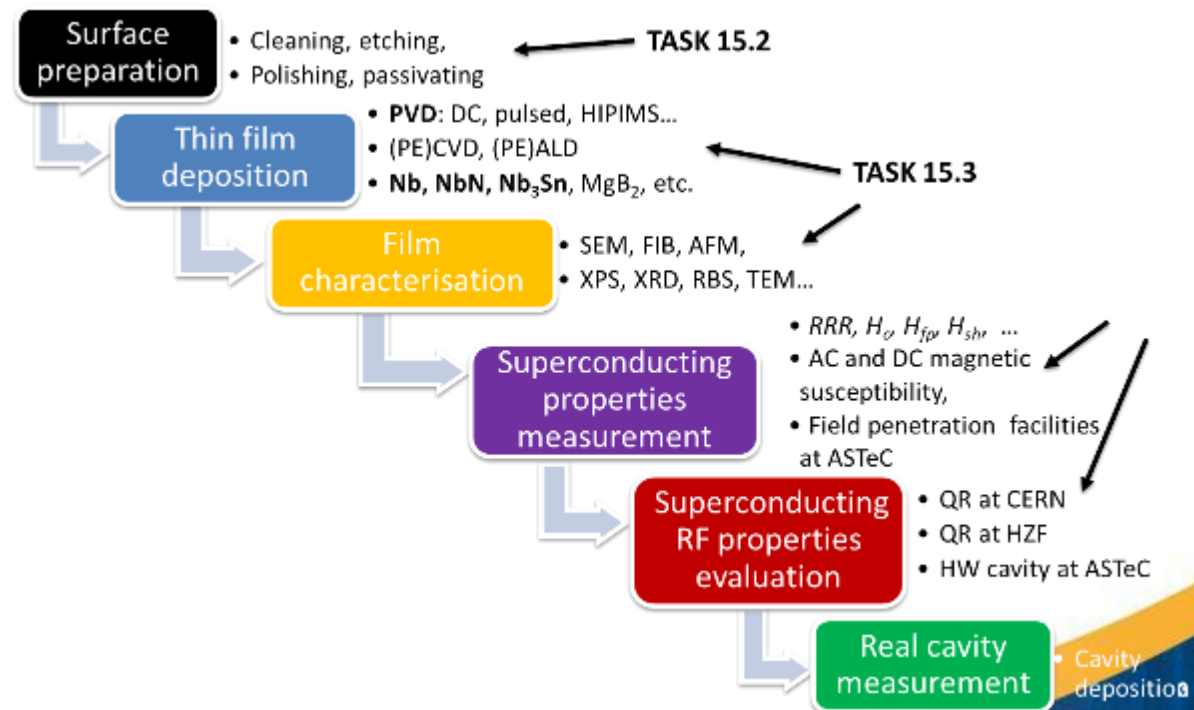 Surface
preparation
• Cleaning, etching,
• Polishing, passivating
TASK 15.2
Thin film
deposition
• PVD: DC, pulsed, HIPIMS...
• (PE)CVD, (PE)ALD
• Nb, NbN, Nb₃Sn, MgB₂, etc.
TASK 15.3
Film
characterisation
• SEM, FIB, AFM,
• XPS, XRD, RBS, TEM...
Superconducting
properties
measurement
• RRR, H_c, H_fp, H_sh, ...
• AC and DC magnetic
susceptibility,
• Field penetration facilities
at ASTeC
Superconducting
RF properties
evaluation
• QR at CERN
• QR at HZF
• HW cavity at ASTeC
Real cavity
measurement
• Cavity
deposition